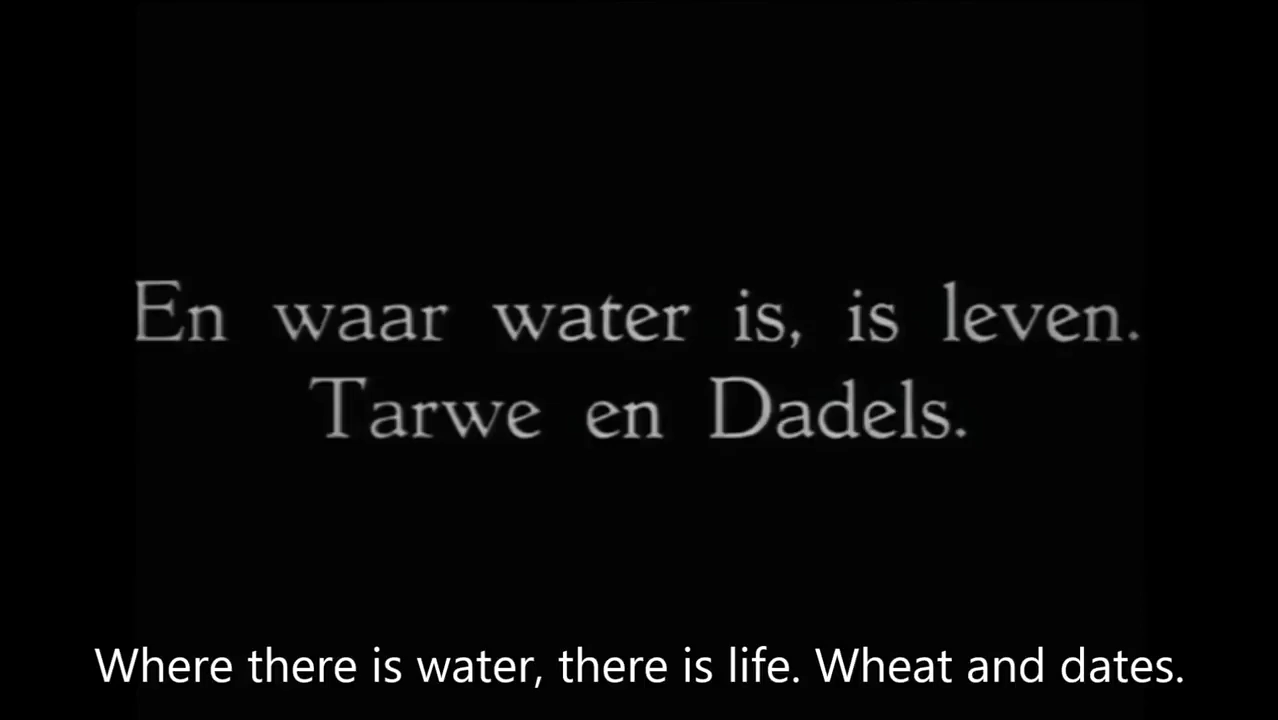 En waar water is, is leven.
Tarwe en Dadels.
Where there is water, there is life. Wheat and dates.